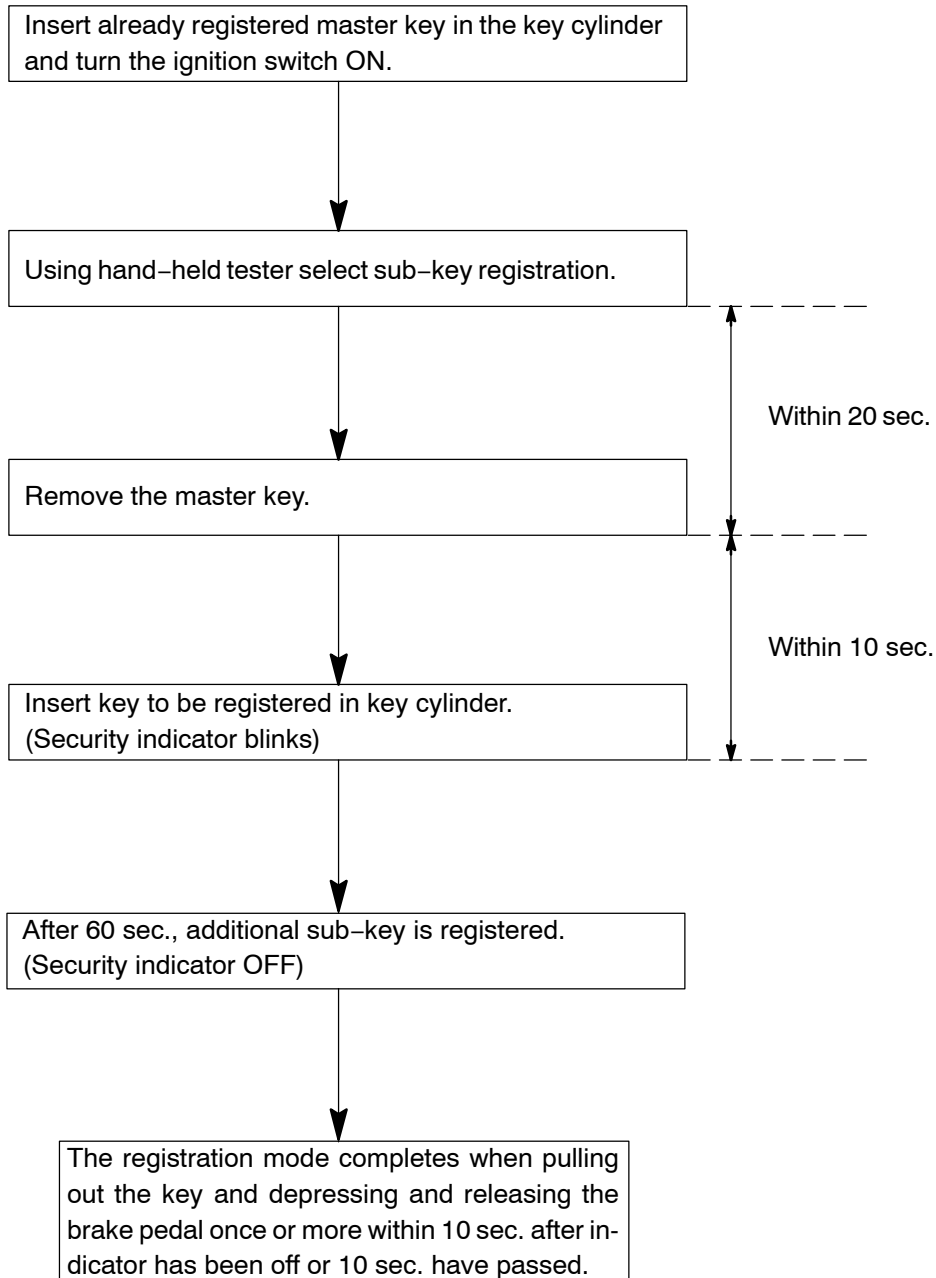 Insert already registered master key in the key cylinder
and turn the ignition switch ON.
Using hand−held tester select sub−key registration.
Within 20 sec.
Remove the master key.
Within 10 sec.
Insert key to be registered in key cylinder.
(Security indicator blinks)
After 60 sec., additional sub−key is registered.
(Security indicator OFF)
The registration mode completes when pulling
out the key and depressing and releasing the
brake pedal once or more within 10 sec. after in-
dicator has been off or 10 sec. have passed.